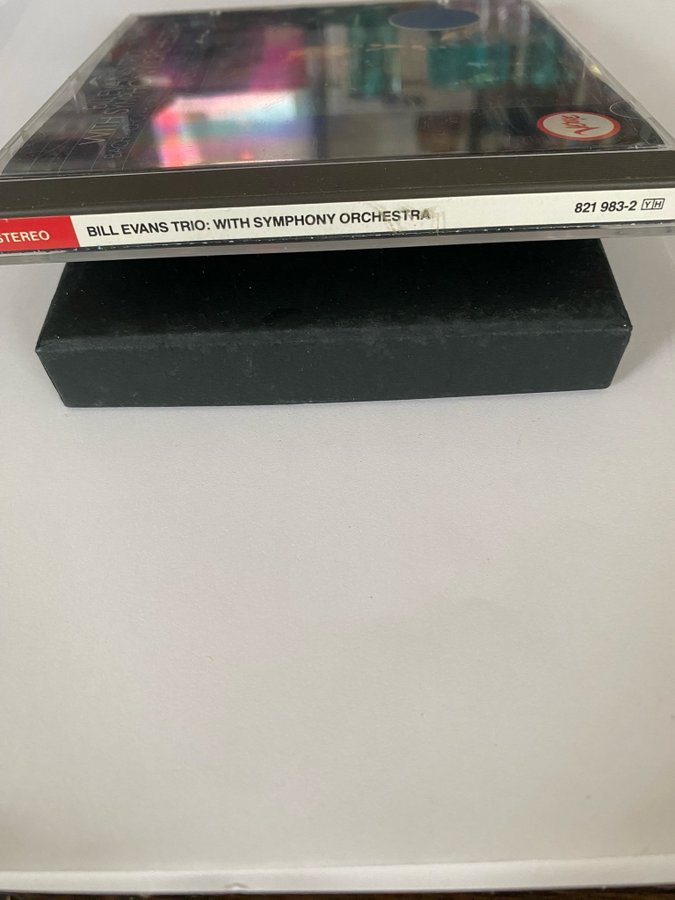 STEREO
BILL EVANS TRIO: WITH SYMPHONY ORCHESTRA
821 983-2 YH